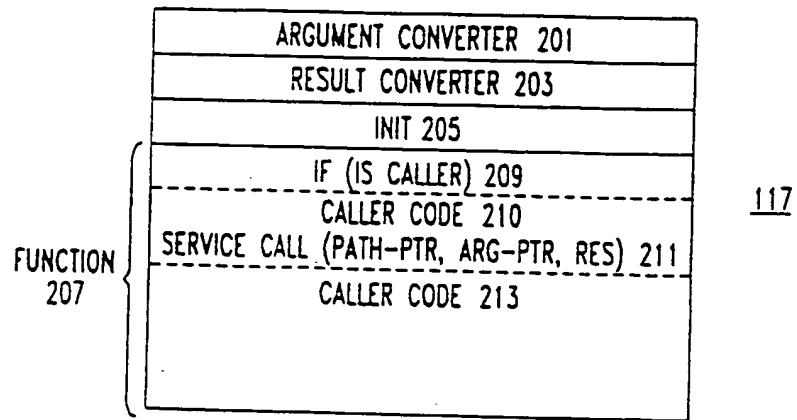 ARGUMENT CONVERTER 201
RESULT CONVERTER 203
INIT 205
IF (IS CALLER) 209
CALLER CODE 210
SERVICE CALL (PATH-PTR, ARG-PTR, RES) 211
CALLER CODE 213
FUNCTION
207
117